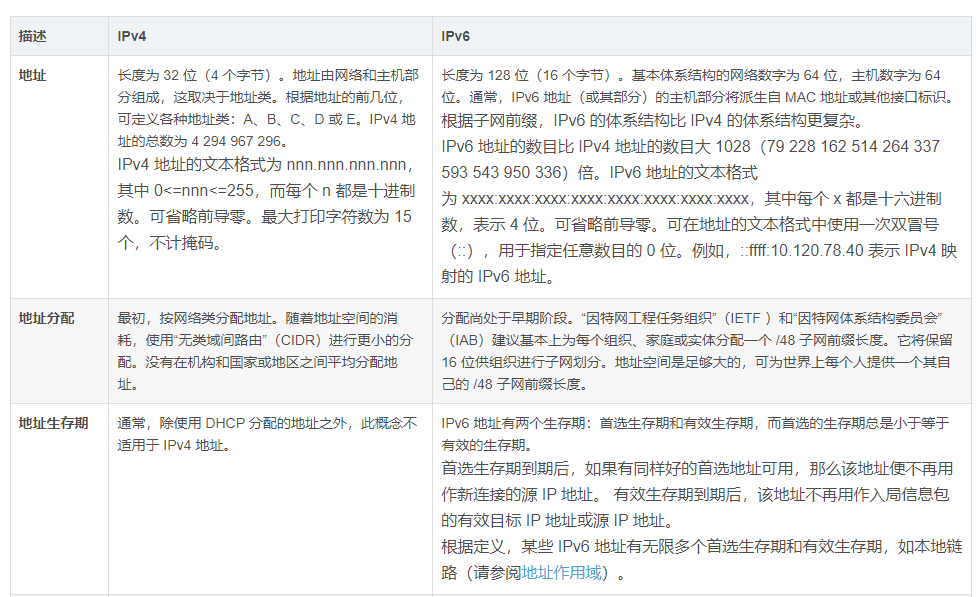 描述
IPv4
IPv6
地址
长度为 32 位（4 个字节）。地址由网络和主机部
分组成，这取决于地址类。根据地址的前几位，
可定义各种地址类：A、B、C、D 或 E。IPv4 地
址的总数为 4 294 967 296。
IPv4 地址的文本格式为 nnn.nnn.nnn.nnn，
其中 0<=nnn<=255，而每个 n 都是十进制
数。可省略前导零。最大打印字符数为 15
个，不计掩码。
长度为 128 位（16 个字节）。基本体系结构的网络数字为 64 位，主机数字为 64
位。通常，IPv6 地址（或其部分）的主机部分将派生自 MAC 地址或其他接口标识。
根据子网前缀，IPv6 的体系结构比 IPv4 的体系结构更复杂。
IPv6 地址的数目比 IPv4 地址的数目大 1028（79 228 162 514 264 337
593 543 950 336）倍。IPv6 地址的文本格式
为 xxxx:xxxx:xxxx:xxxx:xxxx:xxxx:xxxx:xxxx，其中每个 x 都是十六进制
数，表示 4 位。可省略前导零。可在地址的文本格式中使用一次双冒号
（::），用于指定任意数目的 0 位。例如，::ffff:10.120.78.40 表示 IPv4 映
射的 IPv6 地址。
地址分配
最初，按网络类分配地址。随着地址空间的消
耗，使用“无类域间路由”（CIDR）进行更小的分
配。没有在机构和国家或地区之间平均分配地
址。
分配尚处于早期阶段。“因特网工程任务组织”（IETF ）和“因特网体系结构委员会”
（IAB）建议基本上为每个组织、家庭或实体分配一个 /48 子网前缀长度。它将保留
16 位供组织进行子网划分。地址空间是足够大的，可为世界上每个人提供一个其自
己的 /48 子网前缀长度。
地址生存期
通常，除使用 DHCP 分配的地址之外，此概念不
适用于 IPv4 地址。
IPv6 地址有两个生存期：首选生存期和有效生存期，而首选的生存期总是小于等于
有效的生存期。
首选生存期到期后，如果有同样好的首选地址可用，那么该地址便不再用
作新连接的源 IP 地址。 有效生存期到期后，该地址不再用作入局信息包
的有效目标 IP 地址或源 IP 地址。
根据定义，某些 IPv6 地址有无限多个首选生存期和有效生存期，如本地链
路（请参阅地址作用域）。